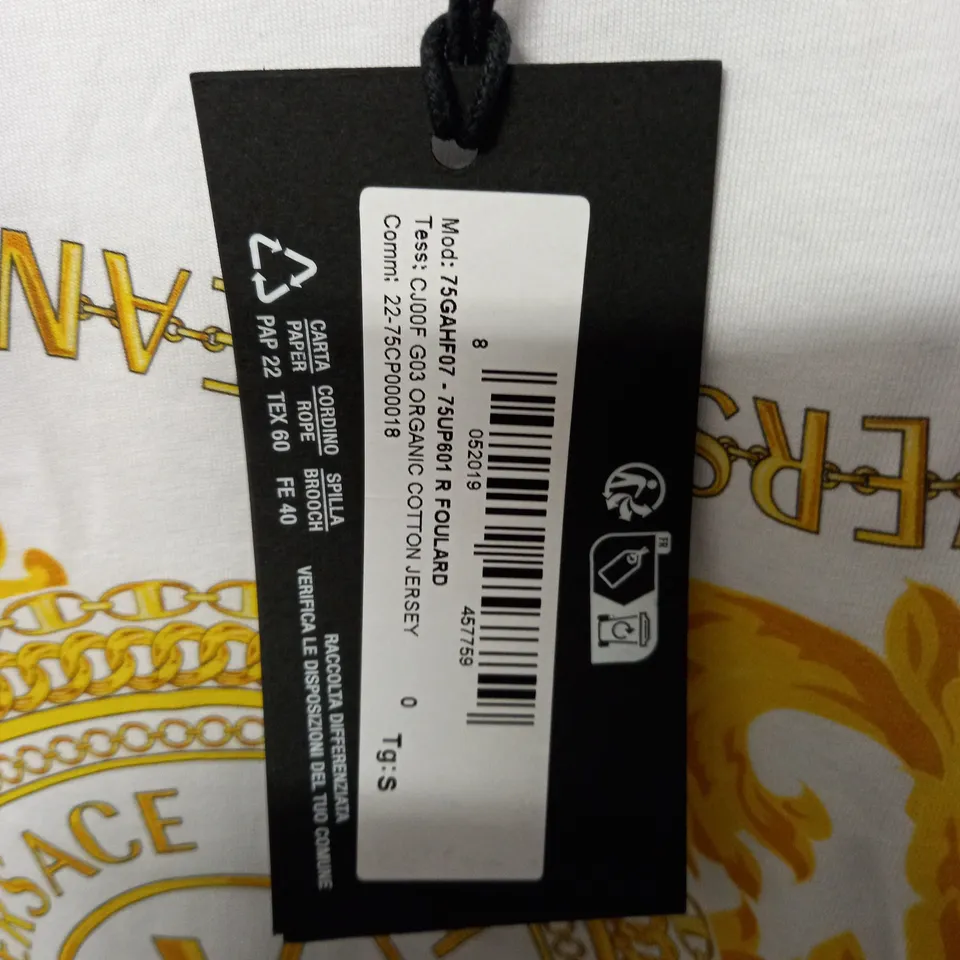 Mod: 75GAHF07 - 75UP601 R FOULARD
Tess: CJ00F G03 ORGANIC COTTON JERSEY 0
Comm: 22-75CP000018
Tg:S
8 052019 457759
FR
CARTA CORDINO SPILLA
PAPER ROPE BROOCH
PAP 22 TEX 60 FE 40
RACCOLTA DIFFERENZIATA
VERIFICA LE DISPOSIZIONI DEL TUO COMUNE